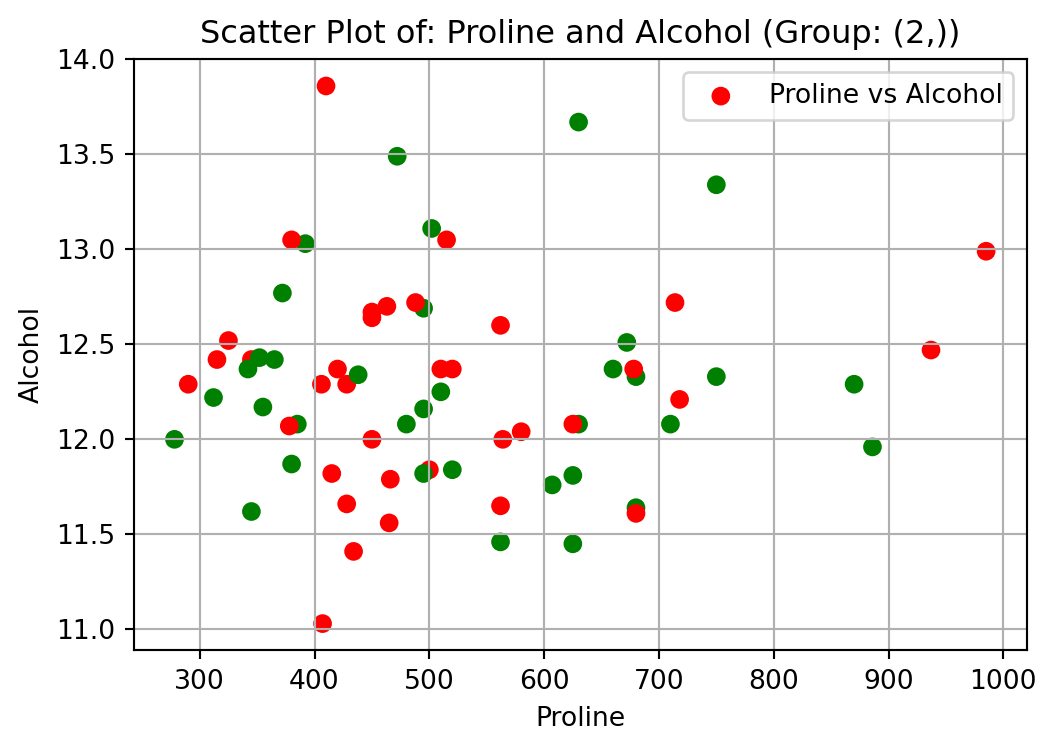 Scatter Plot of: Proline and Alcohol (Group: (2,))
Proline vs Alcohol
14.0
13.5
13.0
12.5
12.0
11.5
11.0
Alcohol
300 400 500 600 700 800 900 1000
Proline